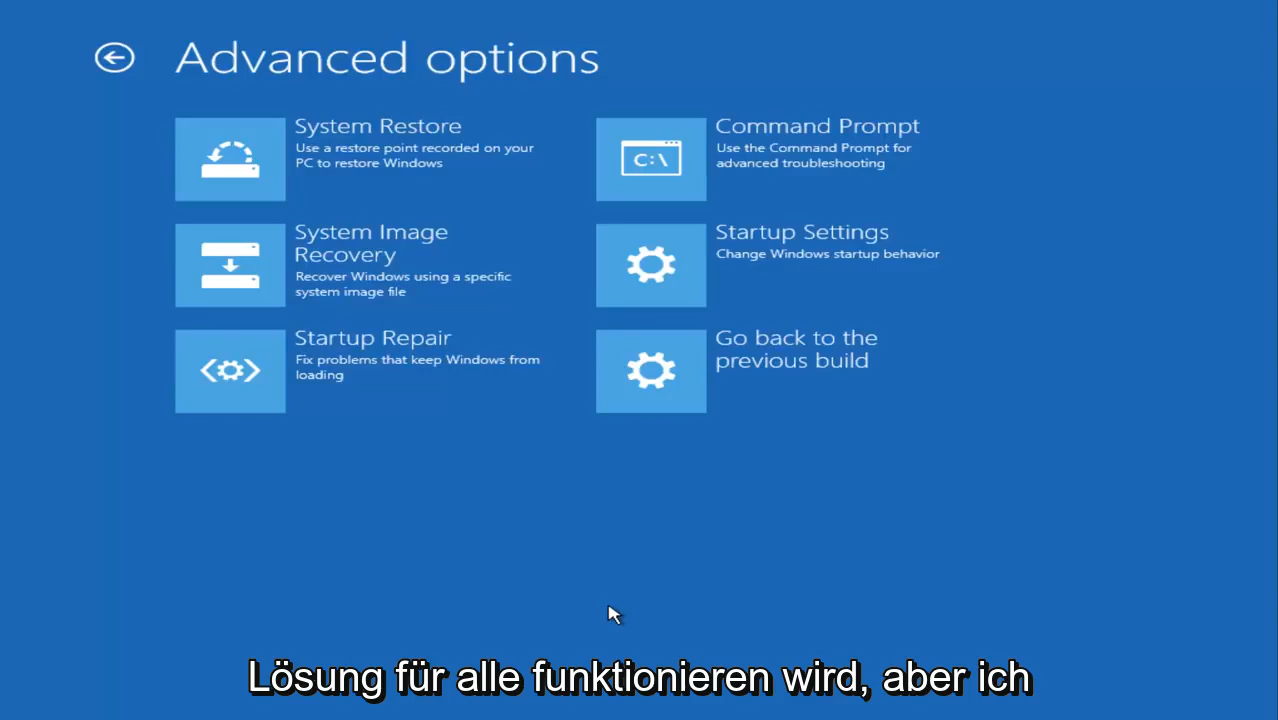 Advanced options
System Restore
Use a restore point recorded on your
PC to restore Windows
Command Prompt
Use the Command Prompt for
advanced troubleshooting
C:\
System Image
Recovery
Recover Windows using a specific
system image file
Startup Settings
Change Windows startup behavior
Startup Repair
Fix problems that keep Windows from
loading
Go back to the
previous build
Lösung für alle funktionieren wird, aber ich